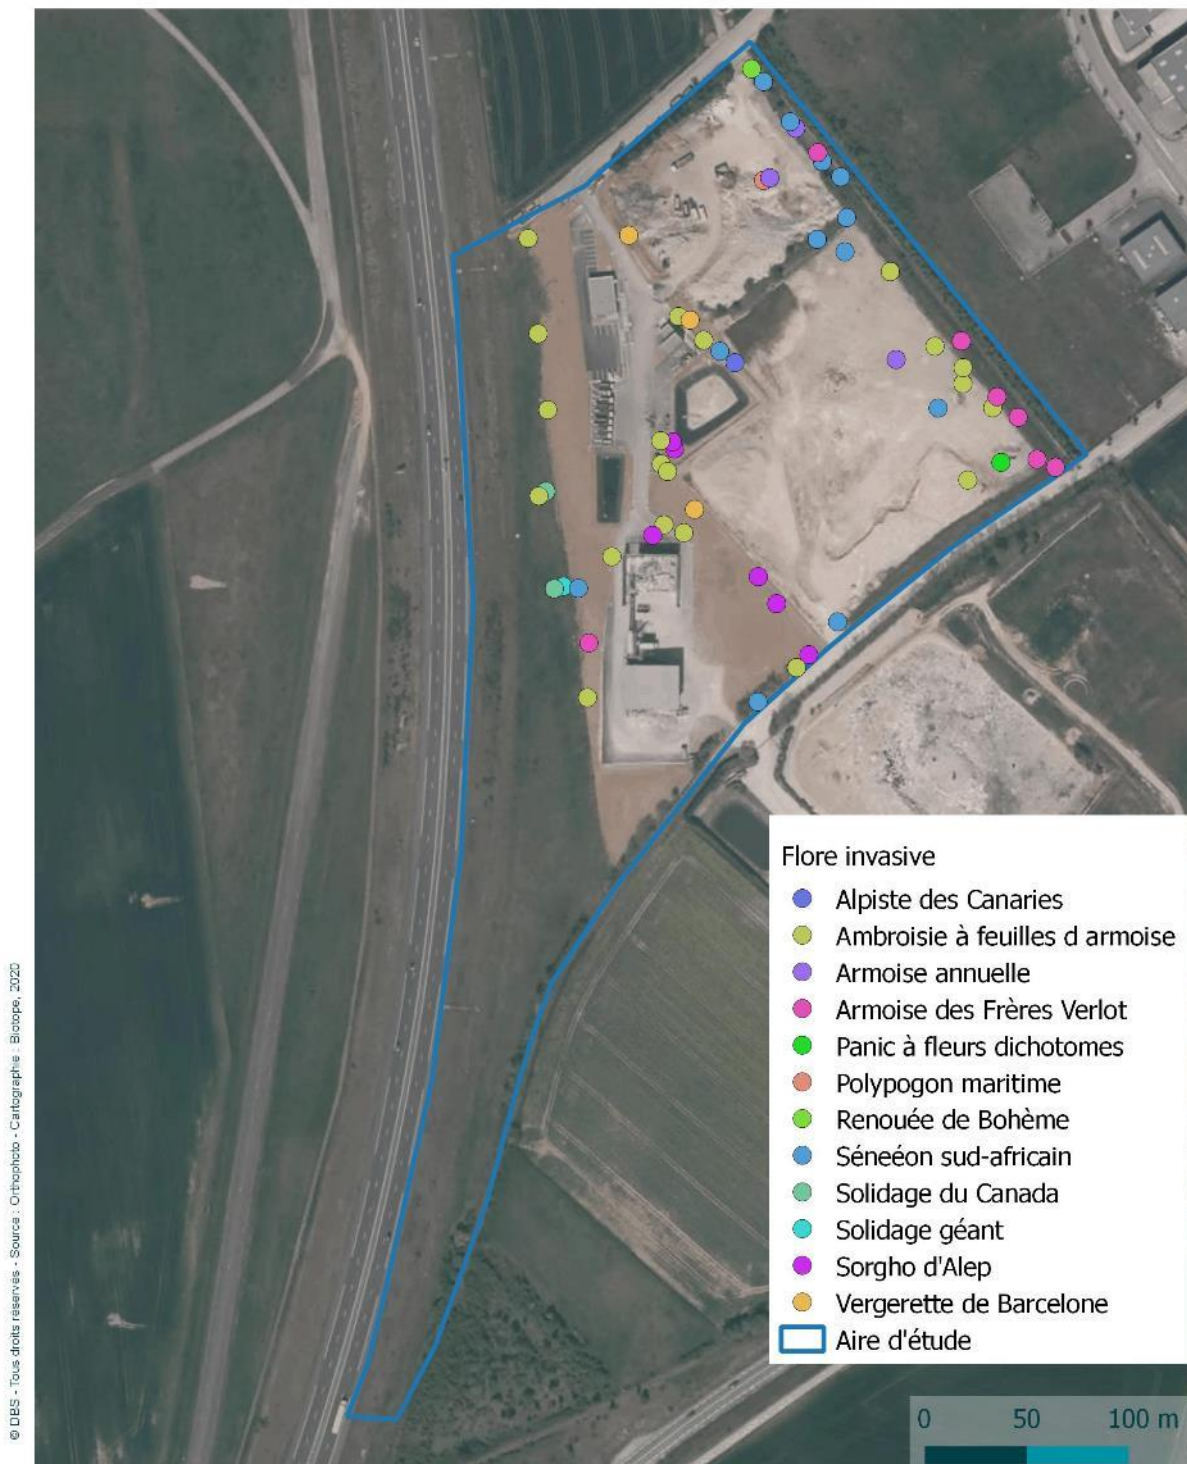 © DBS - Tous droits réservés - Source : Orthophoto - Cartographie : Biotope, 2020
Flore invasive
Alpiste des Canaries
Ambroisie à feuilles d armoise
Armoise annuelle
Armoise des Frères Verlot
Panic à fleurs dichotomes
Polypogon maritime
Renouée de Bohème
Séneéon sud-africain
Solidage du Canada
Solidage géant
Sorgho d'Alep
Vergerette de Barcelone
Aire d'étude
0 50 100 m